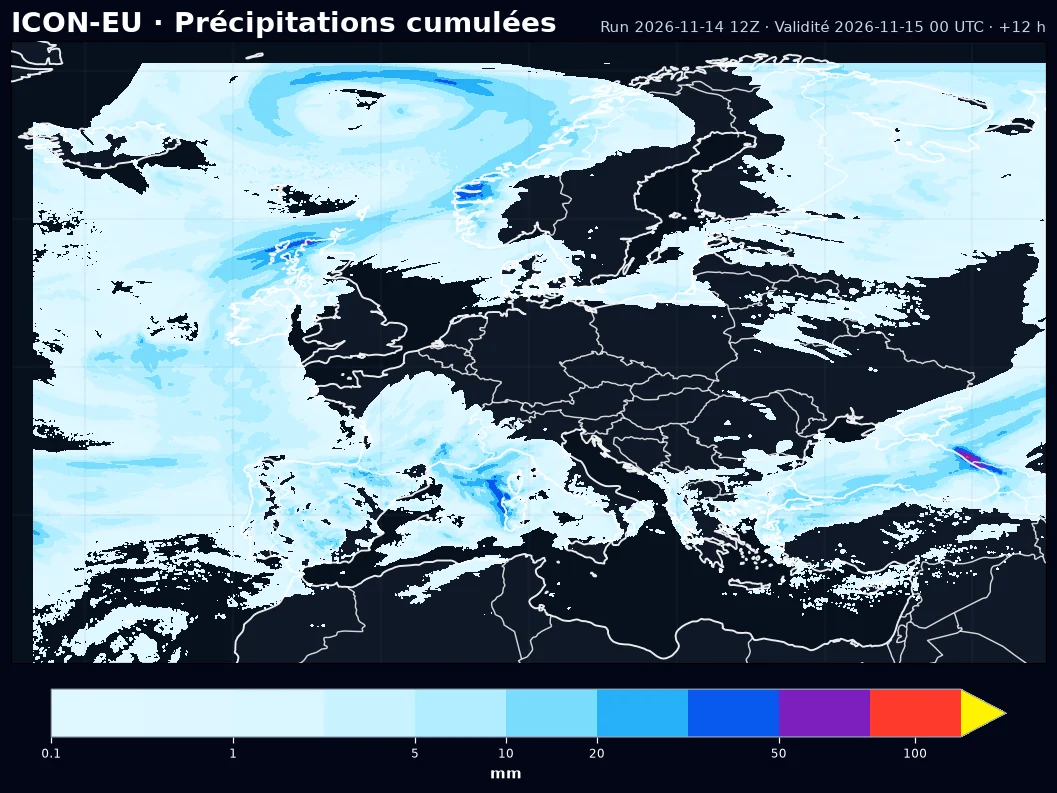 ICON-EU · Précipitations cumulées
Run 2026-11-14 12Z · Validité 2026-11-15 00 UTC · +12 h
0.1 1 5 10 20 50 100
mm